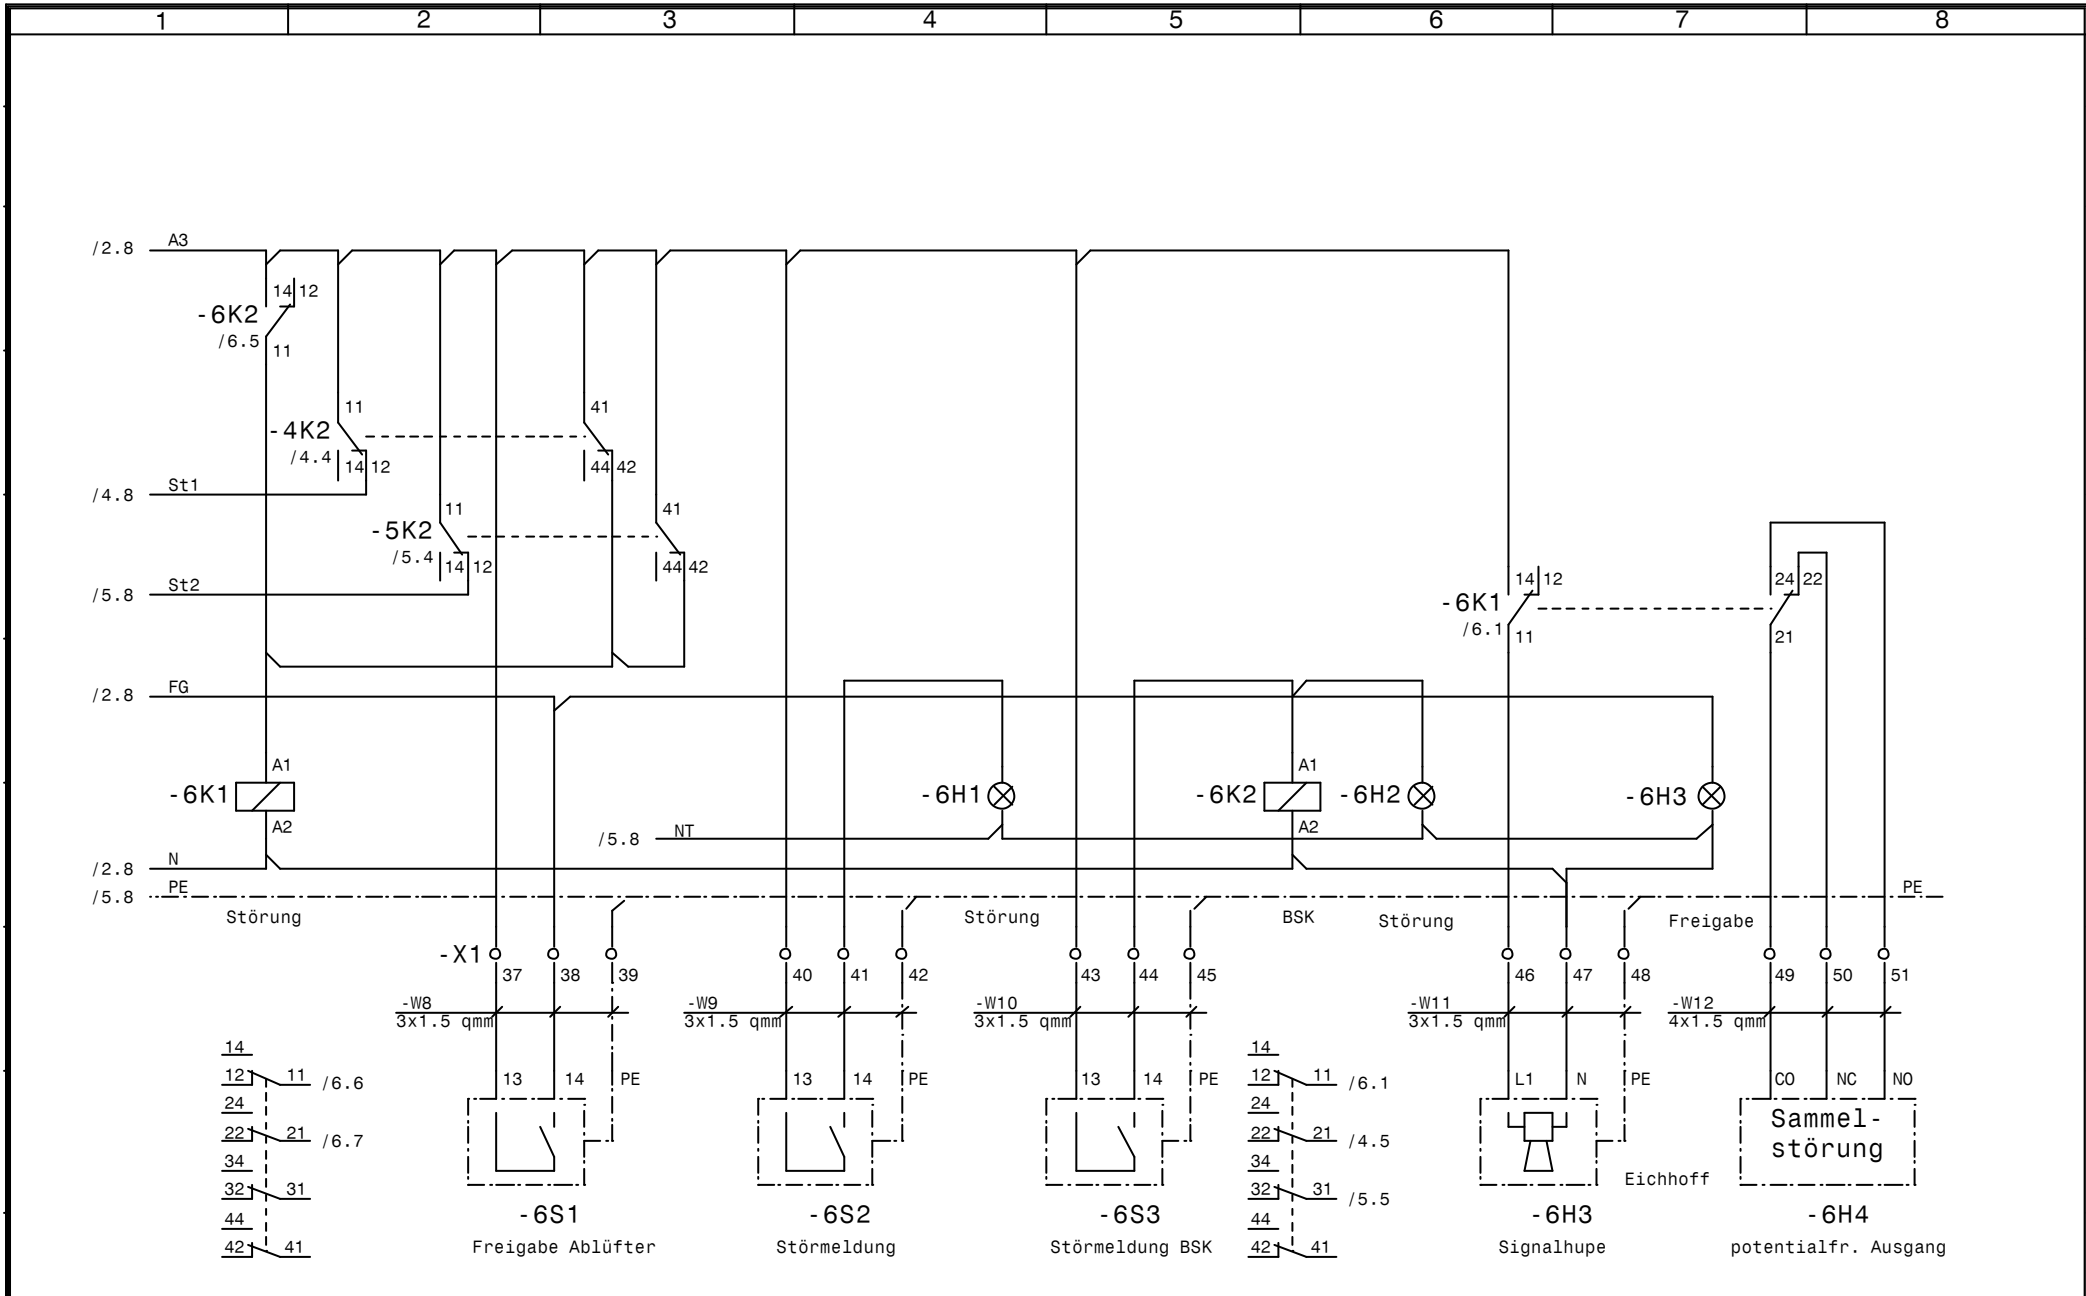 1 2 3 4 5 6 7 8
/2.8 A3
14 12
-6K2
/6.5
11
11 41
-4K2
/4.4 14 12 44 42
/4.8 St1
11 41
-5K2
/5.4 14 12 44 42
/5.8 St2
14 12 24 22
-6K1
/6.1 11 21
/2.8 FG
A1 A1
-6K1 -6H1 -6K2 -6H2 -6H3
A2 A2
/5.8 NT
/2.8 N
/5.8 PE PE
Störung Störung BSK Störung Freigabe
-X1
37 38 39 40 41 42 43 44 45 46 47 48 49 50 51
-W8 -W9 -W10 -W11 -W12
3x1.5 qmm 3x1.5 qmm 3x1.5 qmm 3x1.5 qmm 4x1.5 qmm
14 14
12 11 /6.6 13 14 PE 13 14 PE 13 14 PE 12 11 /6.1 L1 N PE CO NC NO
24 24
22 21 /6.7 22 21 /4.5
34 34
32 31 32 31 /5.5
44 44
42 41 42 41
Sammel-
störung
Eichhoff
-6S1 -6S2 -6S3 -6H3 -6H4
Freigabe Ablüfter Störmeldung Störmeldung BSK Signalhupe potentialfr. Ausgang